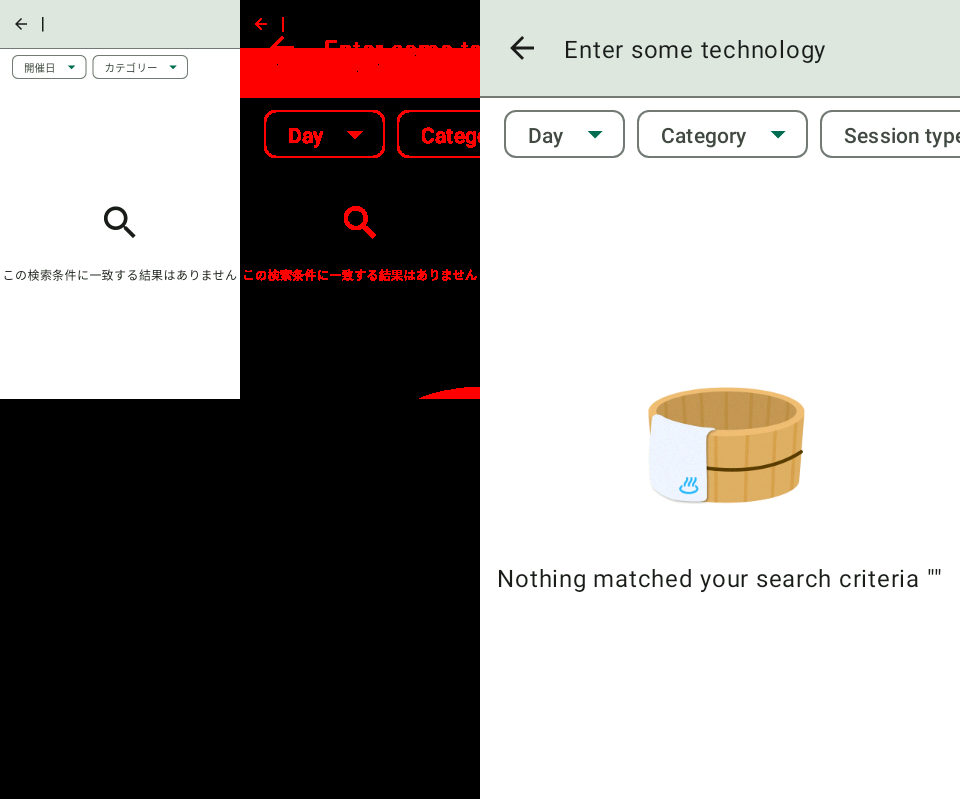 開催日 カテゴリー
この検索条件に一致する結果はありません
Enter some te
Day Categ
この検索条件に一致する結果はありません
Enter some technology
Day Category Session type
Nothing matched your search criteria ""